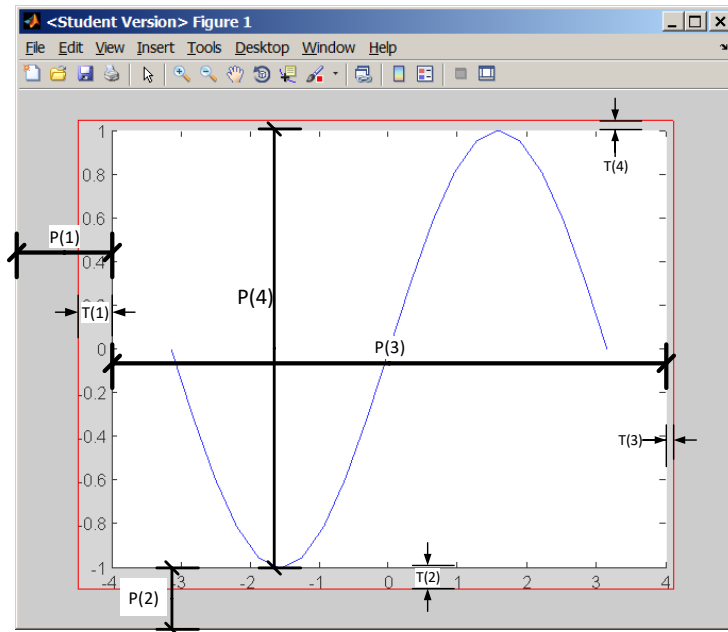 <Student Version> Figure 1
File Edit View Insert Tools Desktop Window Help
1
T(4)
0.8
0.6
P(1)
0.4
P(4)
T(1)
0
P(3)
-0.2
-0.4
T(3)
-0.6
-0.8
-1
T(2)
-4 -3 -2 -1 0 1 2 3 4
P(2)